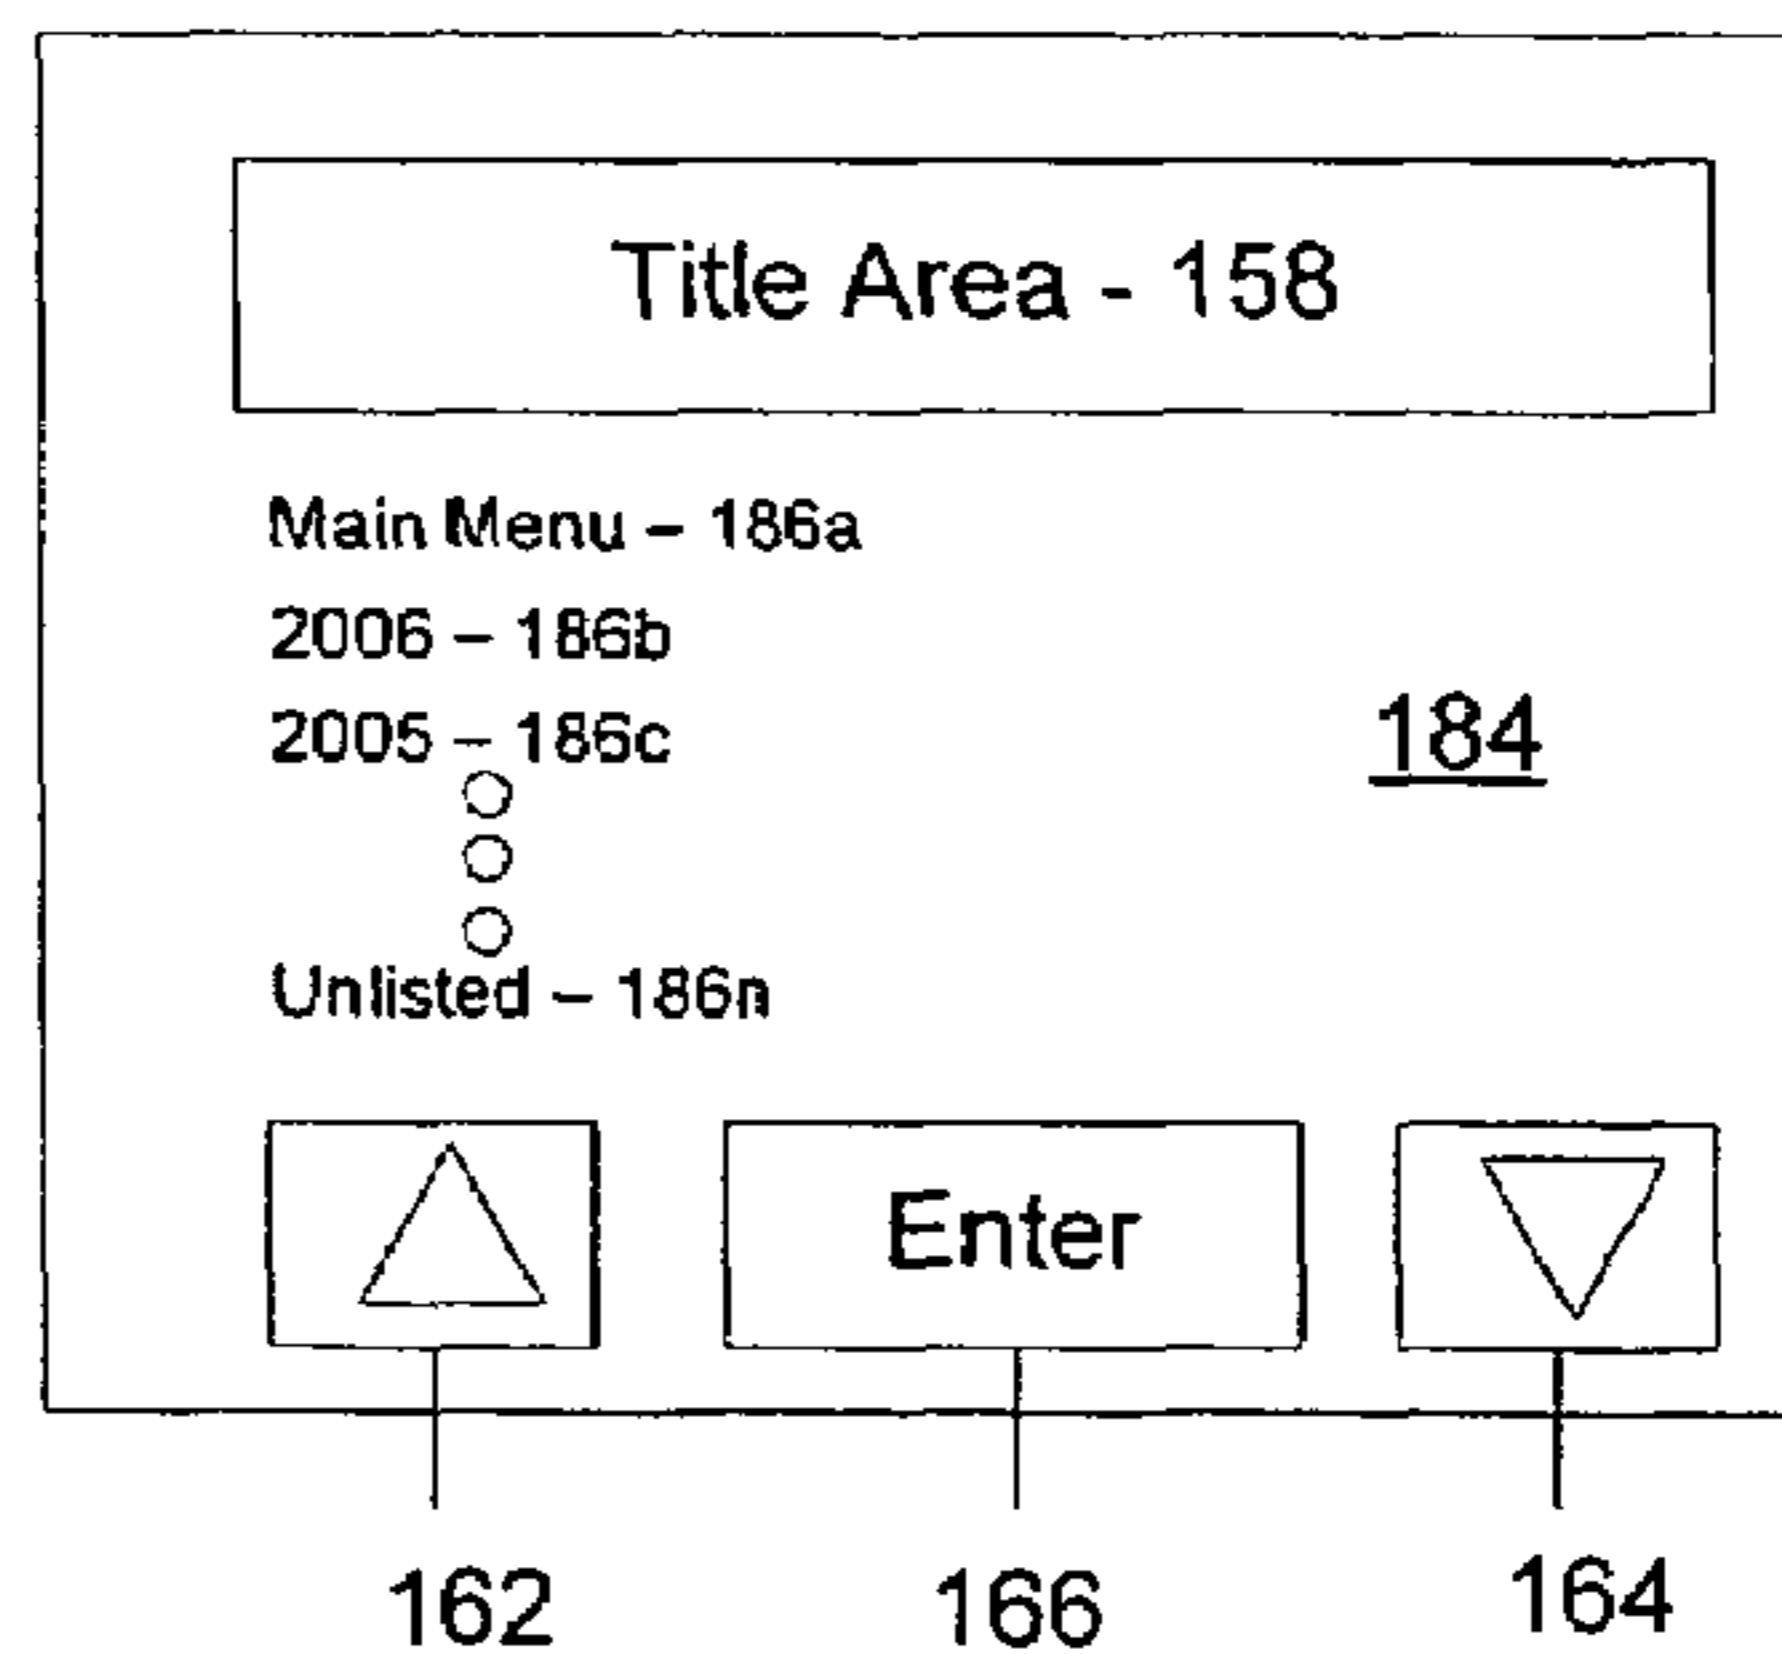 Title Area - 158
Main Menu – 186a
2006 – 186b
2005 – 186c
184
Unlisted – 186n
Enter
162
166
164